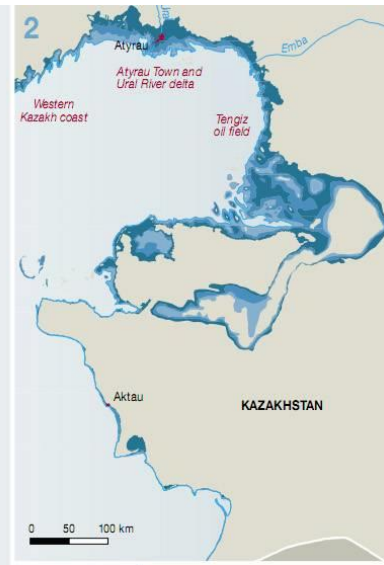 2
Atyrau
Emba
Atyrau Town and
Ural River delta
Western
Kazakh coast
Tengiz
oil field
Aktau
KAZAKHSTAN
0 50 100 km